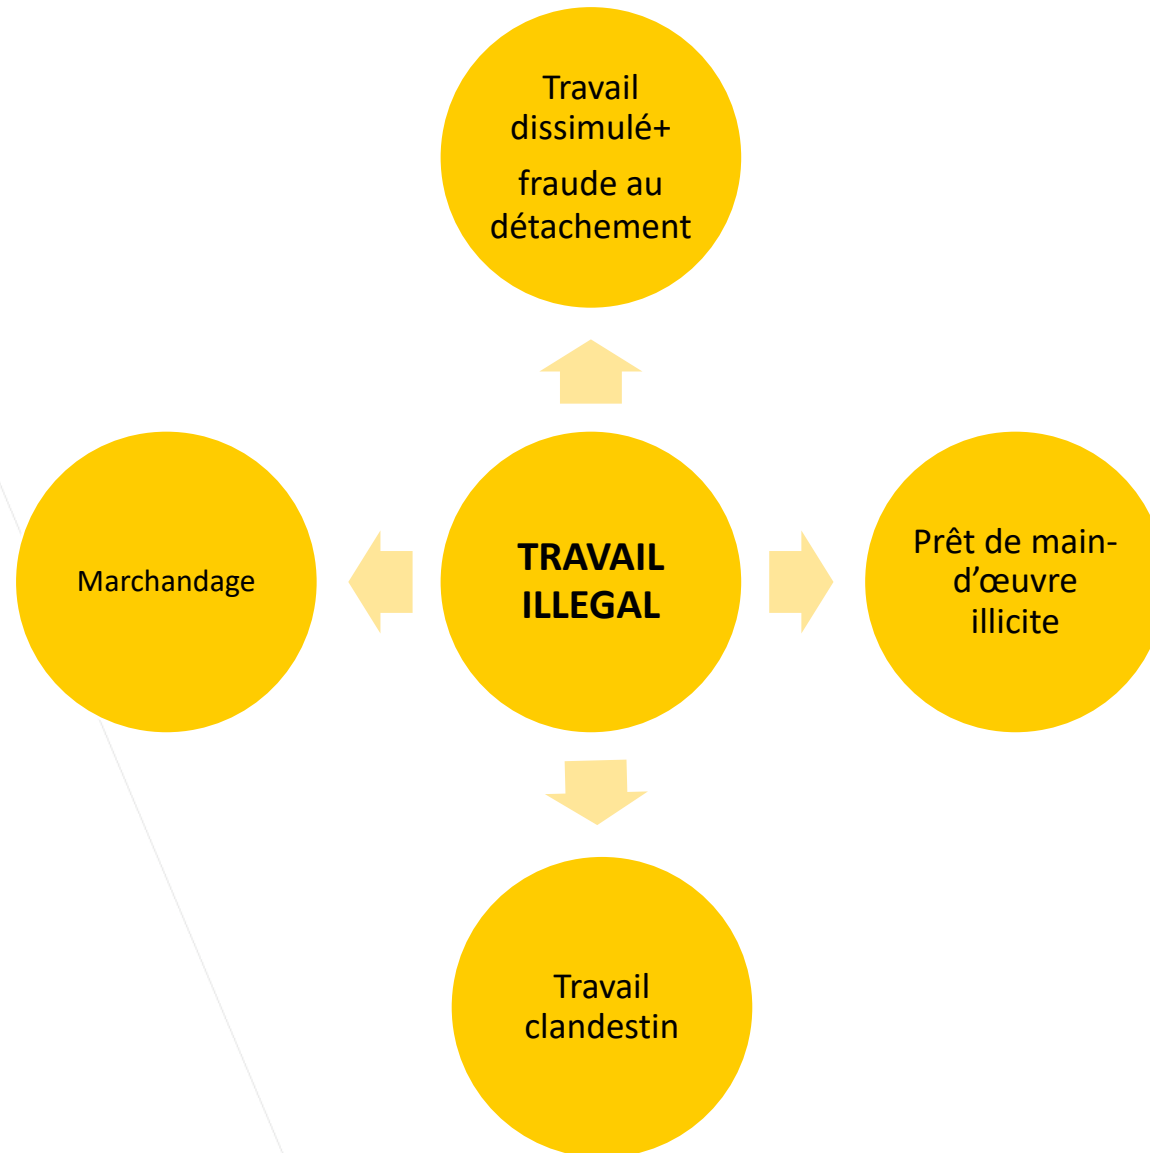 Travail
dissimulé+
fraude au
détachement
Marchandage
TRAVAIL
ILLEGAL
Prêt de main-
d’œuvre
illicite
Travail
clandestin